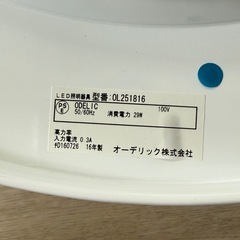 LED照明器具 型番:OL251816
PS E ODELIC 100V
50/60Hz 消費電力 29W
高力率
入力電流 0.3A
KD160726 16年製
オーデリック株式会社